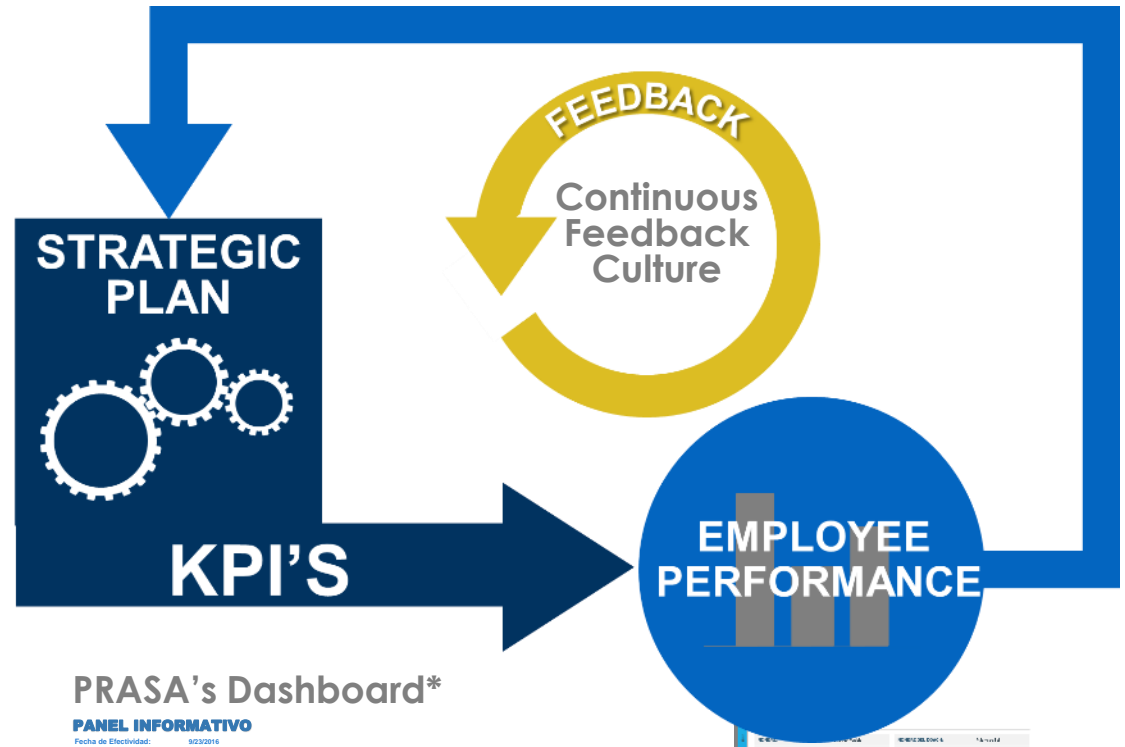 FEEDBACK
Continuous
Feedback
Culture
STRATEGIC
PLAN
KPI'S
EMPLOYEE
PERFORMANCE
PRASA's Dashboard*
PANEL INFORMATIVO
Fecha de Efectividad: 9/23/2016